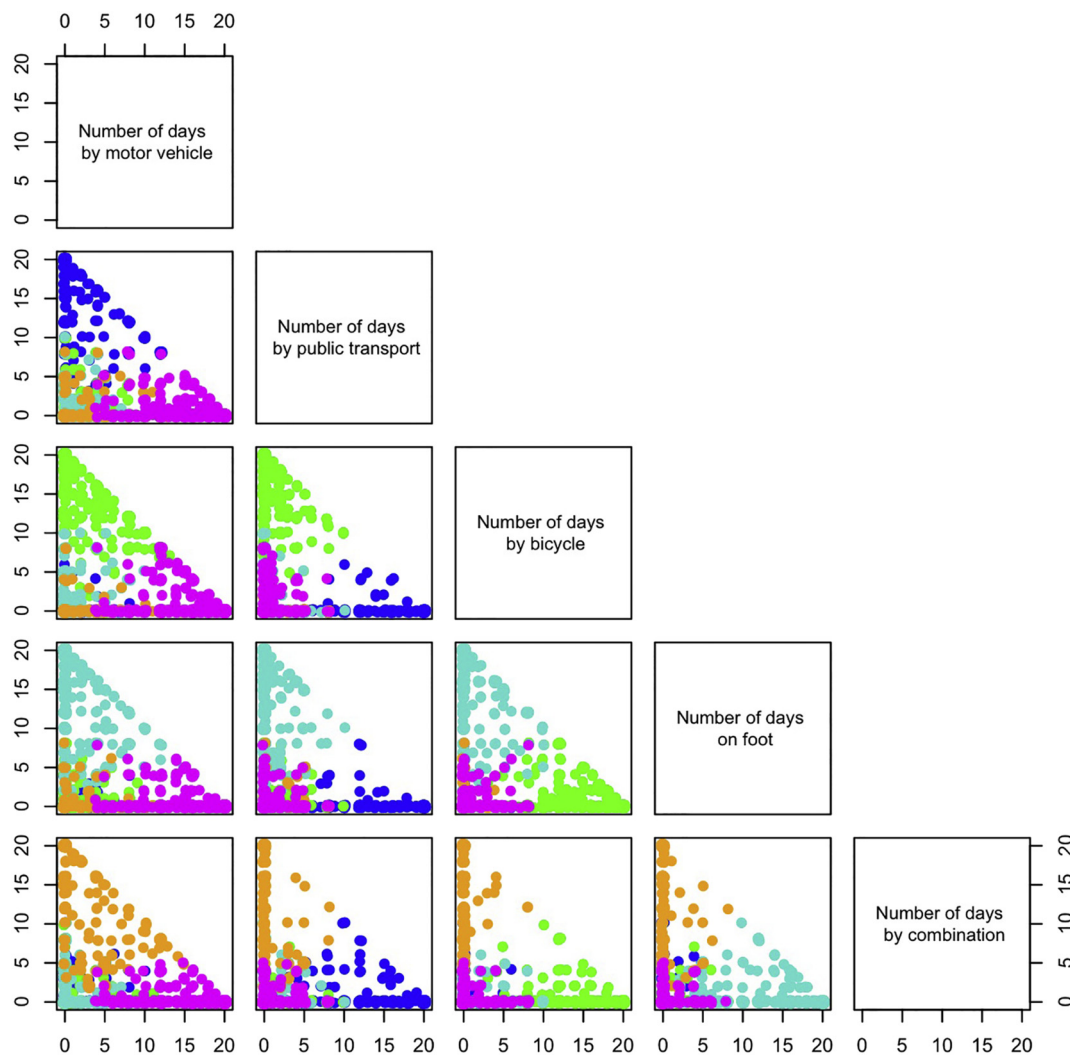 0 5 10 15 20
20
15
10
5
0
Number of days
by motor vehicle
20
15
10
5
0
Number of days
by public transport
20
15
10
5
0
Number of days
by bicycle
20
15
10
5
0
Number of days
on foot
20
15
10
5
0
Number of days
by combination
20
15
10
5
0
0 5 10 15 20 0 5 10 15 20 0 5 10 15 20 0 5 10 15 20 0 5 10 15 20